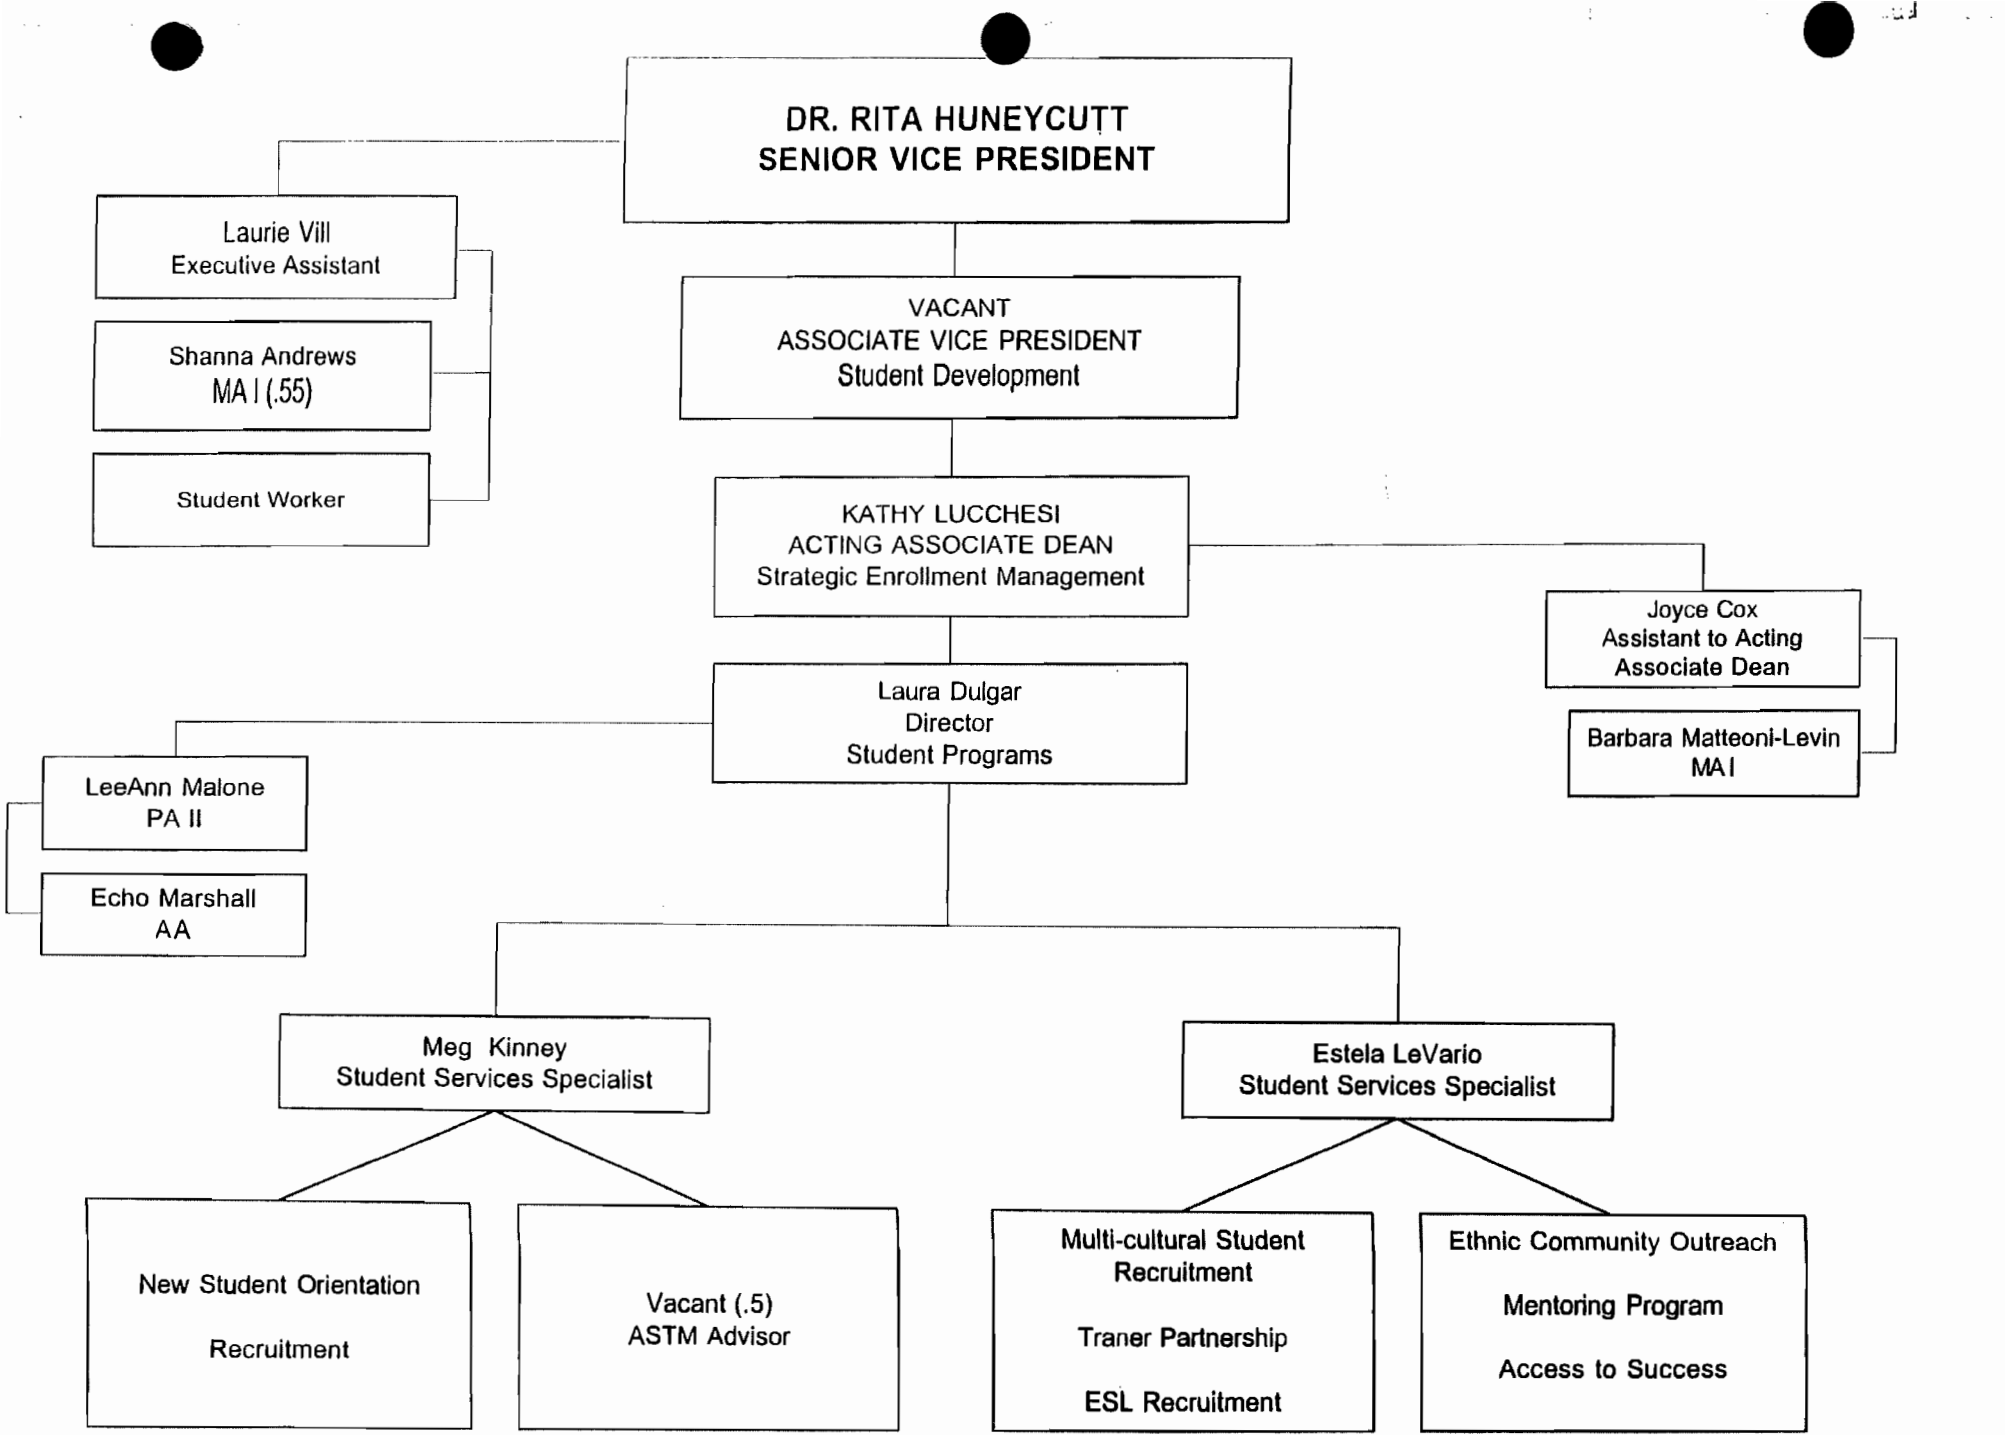 DR. RITA HUNEYCUTT
SENIOR VICE PRESIDENT
Laurie Vill
Executive Assistant
Shanna Andrews
MA I (.55)
Student Worker
VACANT
ASSOCIATE VICE PRESIDENT
Student Development
KATHY LUCCHESI
ACTING ASSOCIATE DEAN
Strategic Enrollment Management
Joyce Cox
Assistant to Acting
Associate Dean
Barbara Matteoni-Levin
MA I
Laura Dulgar
Director
Student Programs
LeeAnn Malone
PA II
Echo Marshall
AA
Meg Kinney
Student Services Specialist
Estela LeVario
Student Services Specialist
New Student Orientation
Recruitment
Vacant (.5)
ASTM Advisor
Multi-cultural Student
Recruitment
Traner Partnership
ESL Recruitment
Ethnic Community Outreach
Mentoring Program
Access to Success